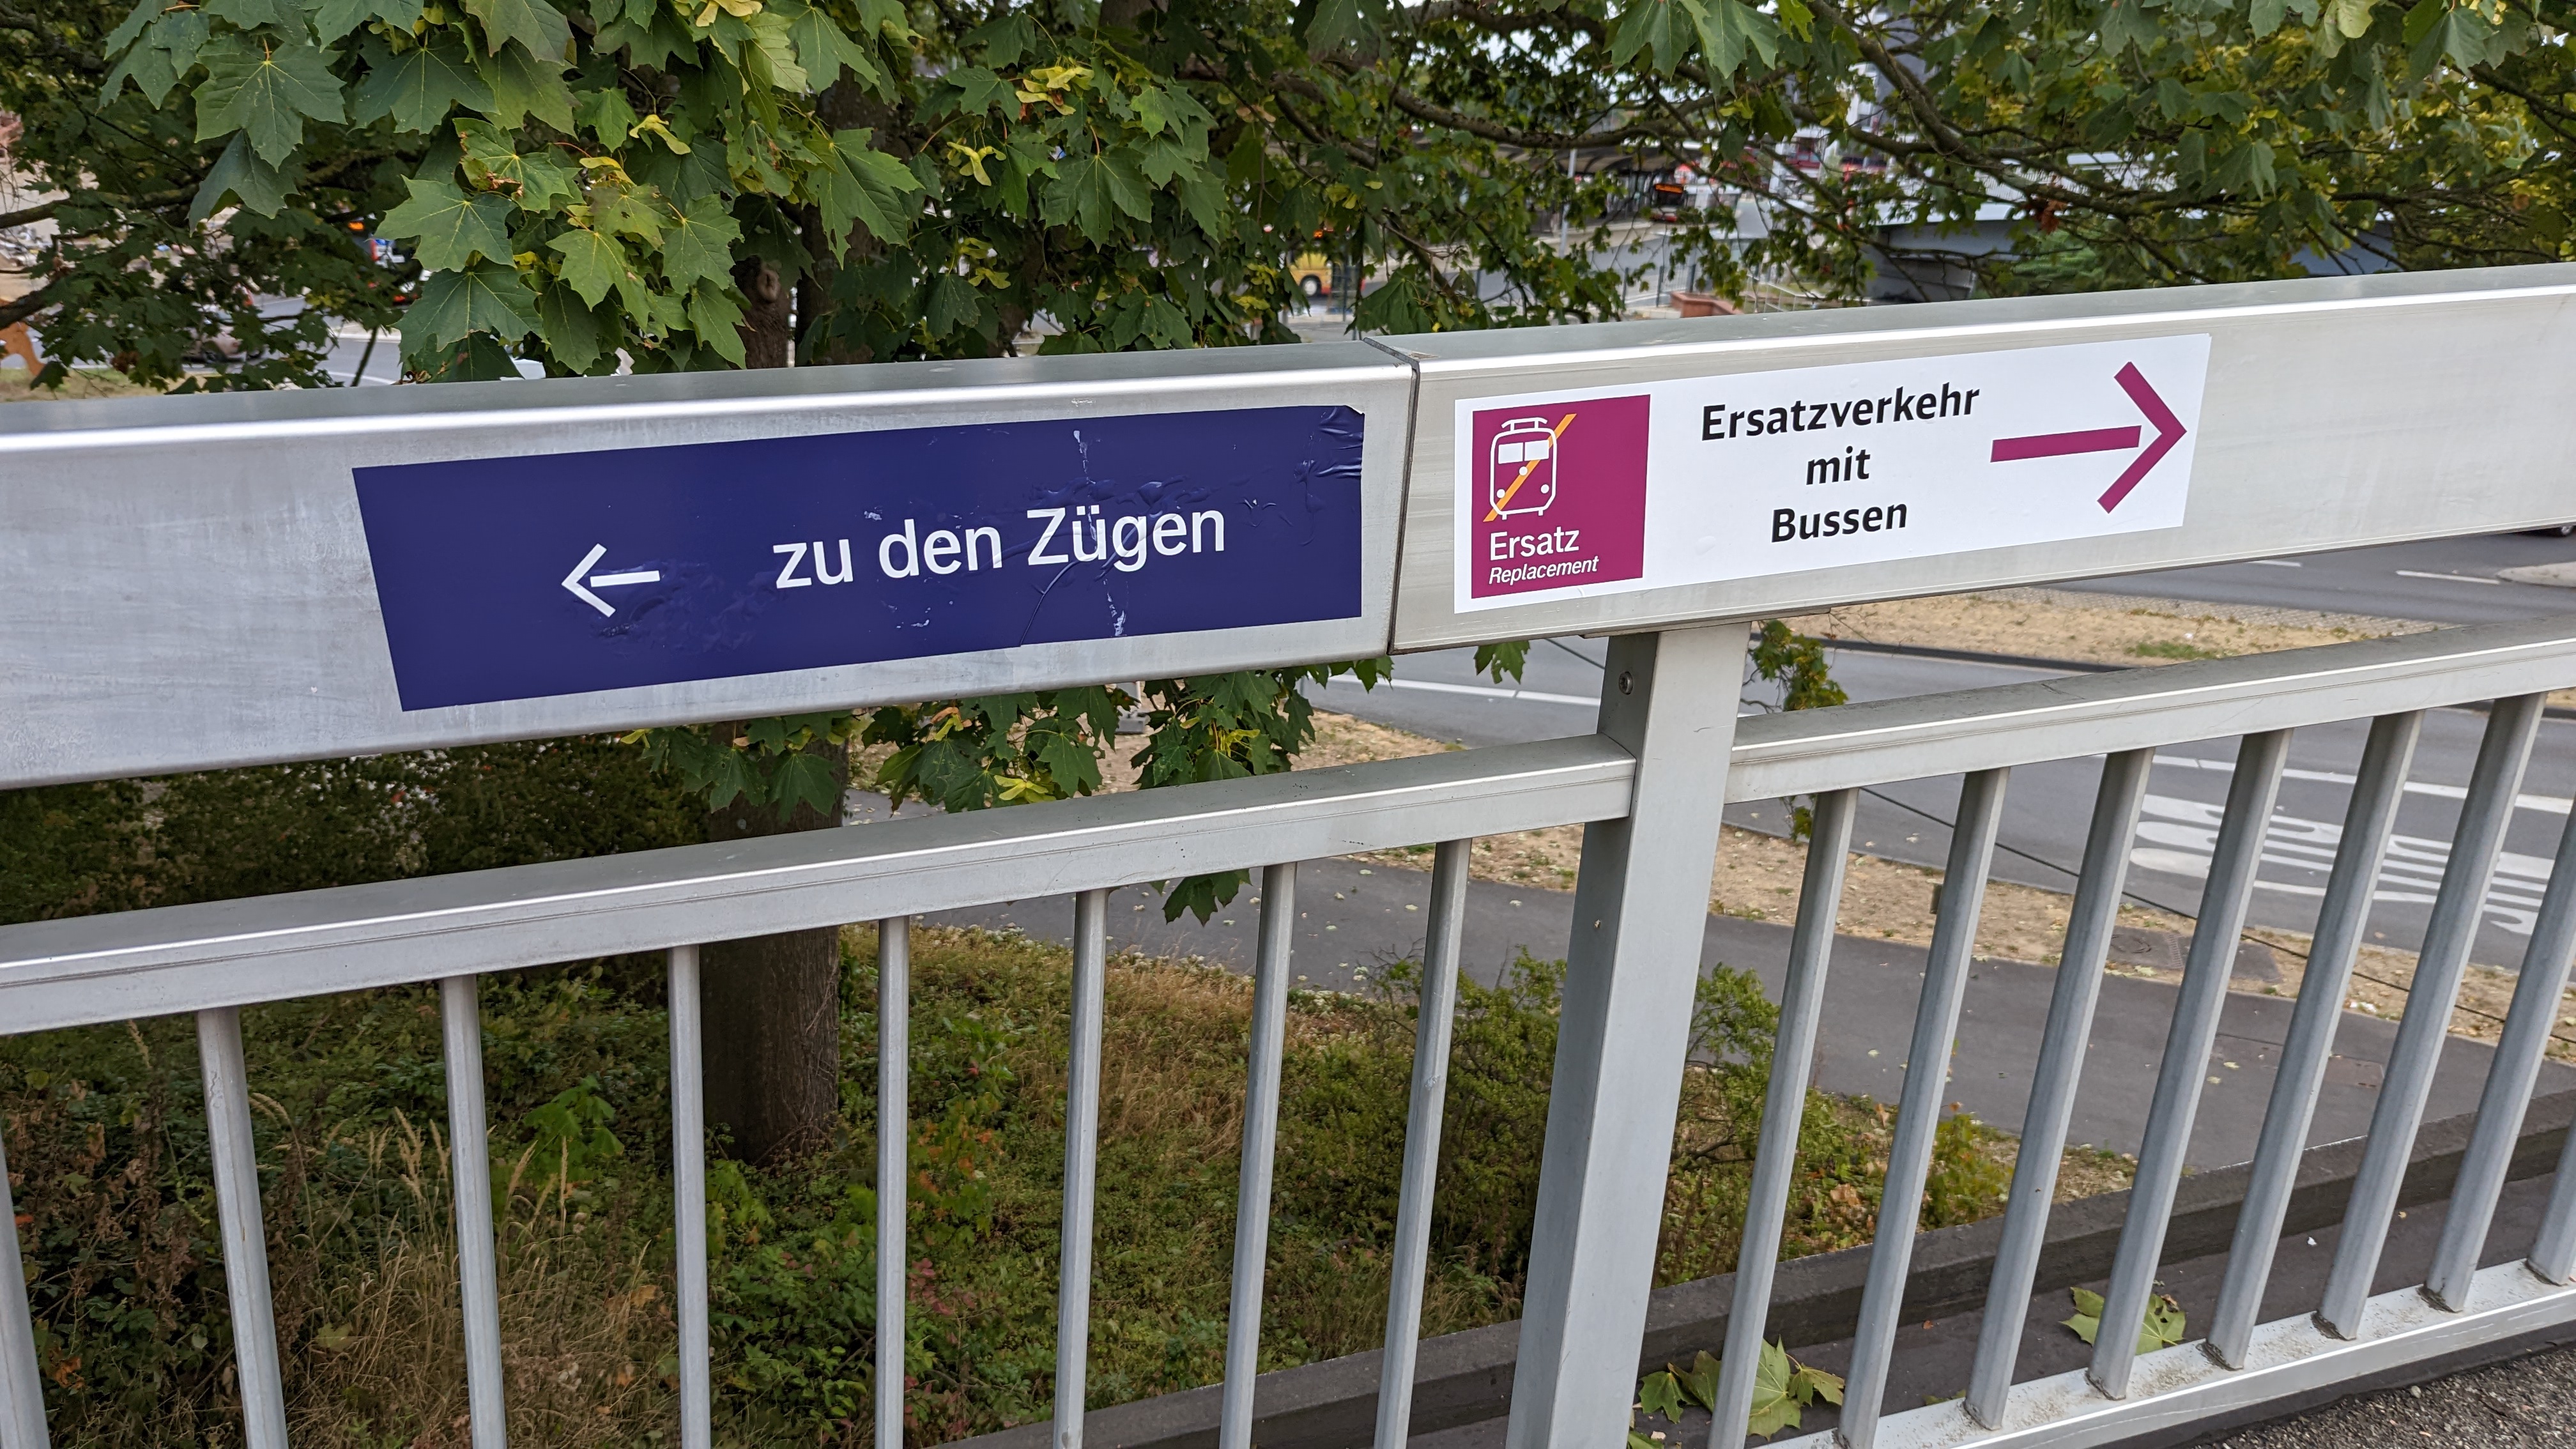 ← zu den Zügen
Ersatz
Replacement
Ersatzverkehr
mit
Bussen
→